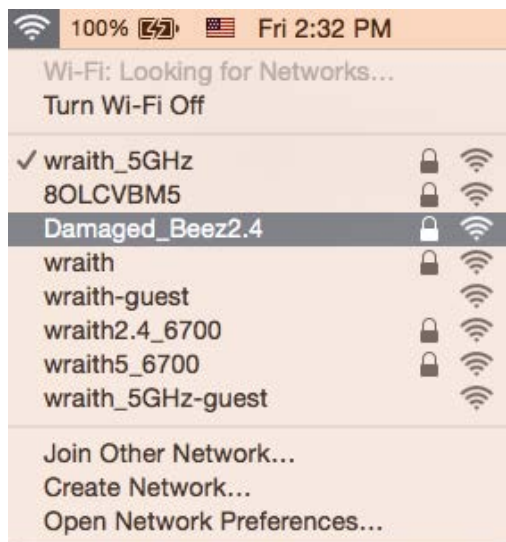 100% Fri 2:32 PM
Wi-Fi: Looking for Networks...
Turn Wi-Fi Off
wraith_5GHz
8OLCVBM5
Damaged_Beez2.4
wraith
wraith-guest
wraith2.4_6700
wraith5_6700
wraith_5GHz-guest
Join Other Network...
Create Network...
Open Network Preferences...